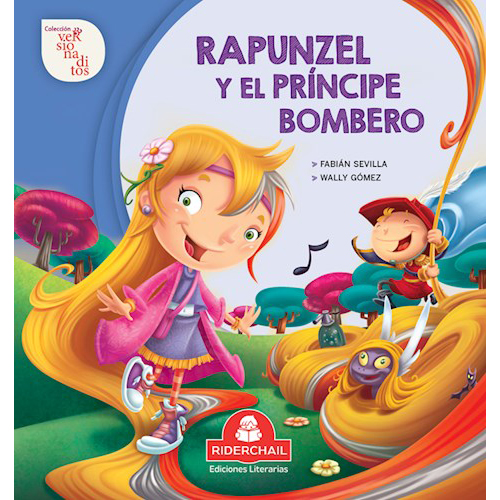 Colección
veR
sio
na
di
tos
RAPUNZEL
Y EL PRÍNCIPE
BOMBERO
» FABIÁN SEVILLA
» WALLY GÓMEZ
RIDERCHAIL
Ediciones Literarias